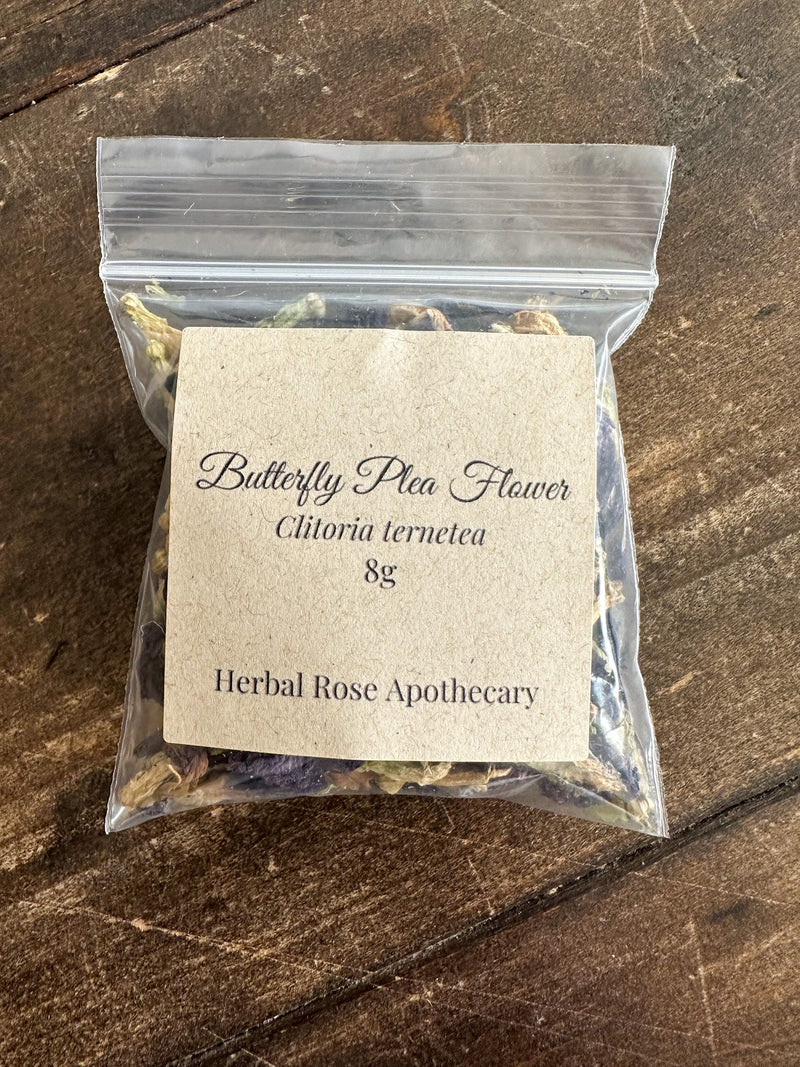 Butterfly Plea Flower
Clitoria ternetea
8g
Herbal Rose Apothecary